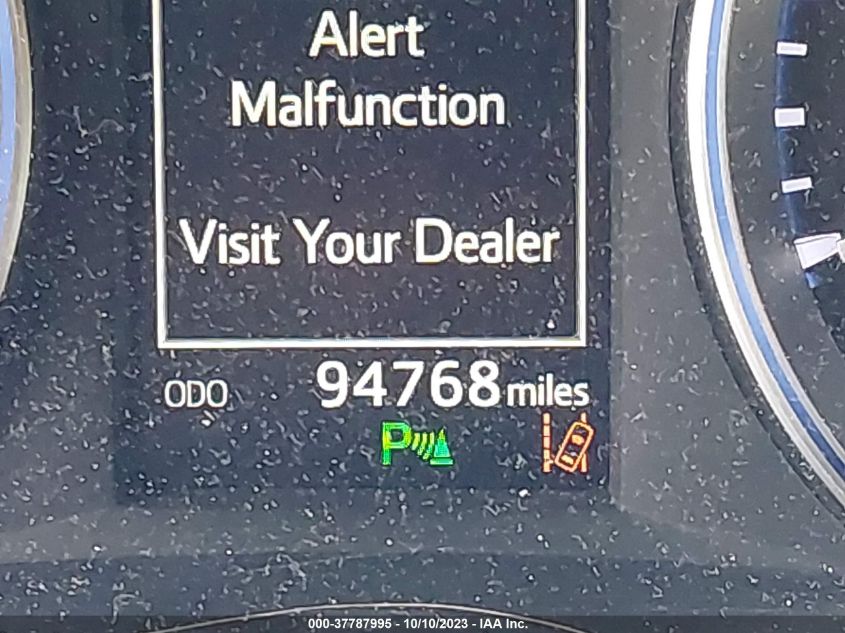 Alert
Malfunction
Visit Your Dealer
ODO 94768 miles
P
000-37787995 - 10/10/2023 - IAA Inc.